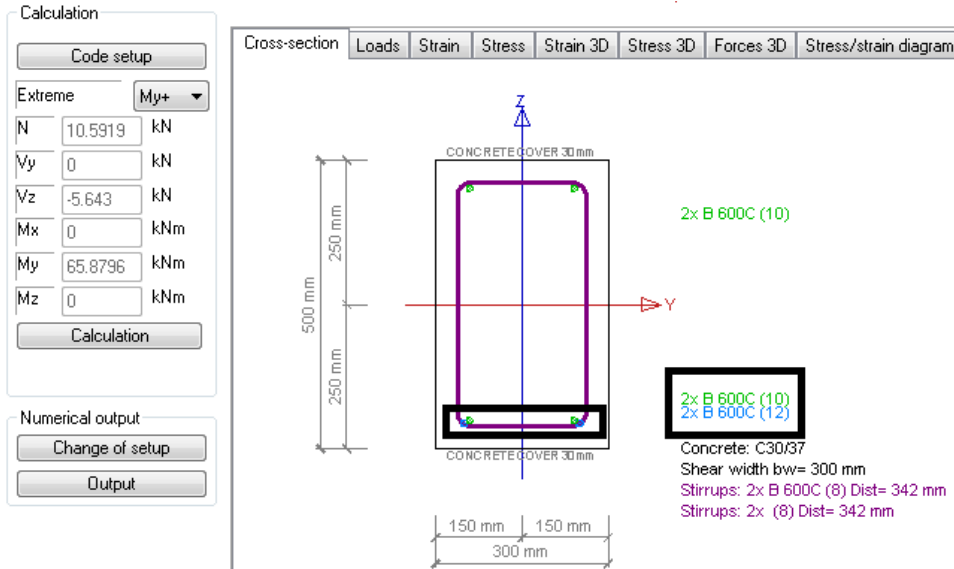 Calculation
Code setup
Extreme My+
N 10.5919 kN
Vy 0 kN
Vz -5.643 kN
Mx 0 kNm
My 65.8796 kNm
Mz 0 kNm
Calculation
Numerical output
Change of setup
Output
Cross-section Loads Strain Stress Strain 3D Stress 3D Forces 3D Stress/strain diagram
Z
CONCRETE COVER 30mm
2x B 600C (10)
250 mm
500 mm
Y
250 mm
2x B 600C (10)
2x B 600C (12)
CONCRETE COVER 30mm
Concrete: C30/37
Shear width bw= 300 mm
Stirrups: 2x B 600C (8) Dist= 342 mm
Stirrups: 2x (8) Dist= 342 mm
150 mm 150 mm
300 mm